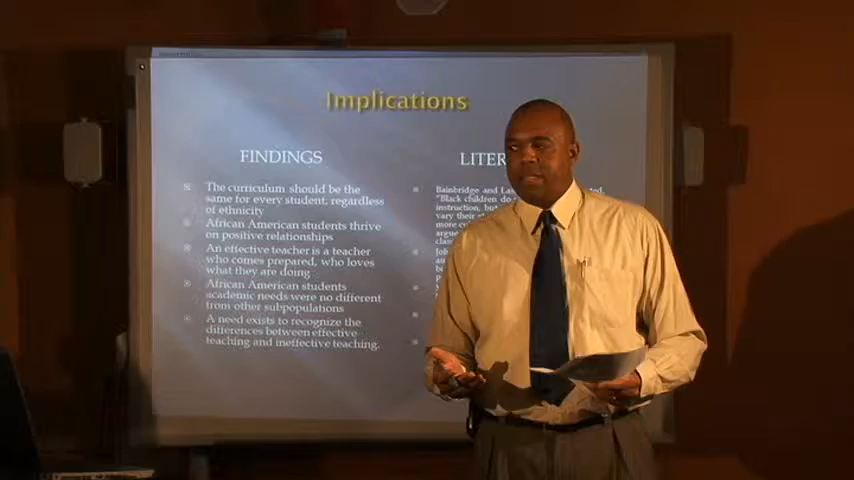 Implications
FINDINGS
The curriculum should be the
same for every student, regardless
of ethnicity
African American students thrive
on positive relationships
An effective teacher is a teacher
who comes prepared, who loves
what they are doing
African American students
academic needs were no different
from other subpopulations
A need exists to recognize the
differences between effective
teaching and ineffective teaching.
LITER
Bainbridge and
"Black children do
instruction, but
vary their
more